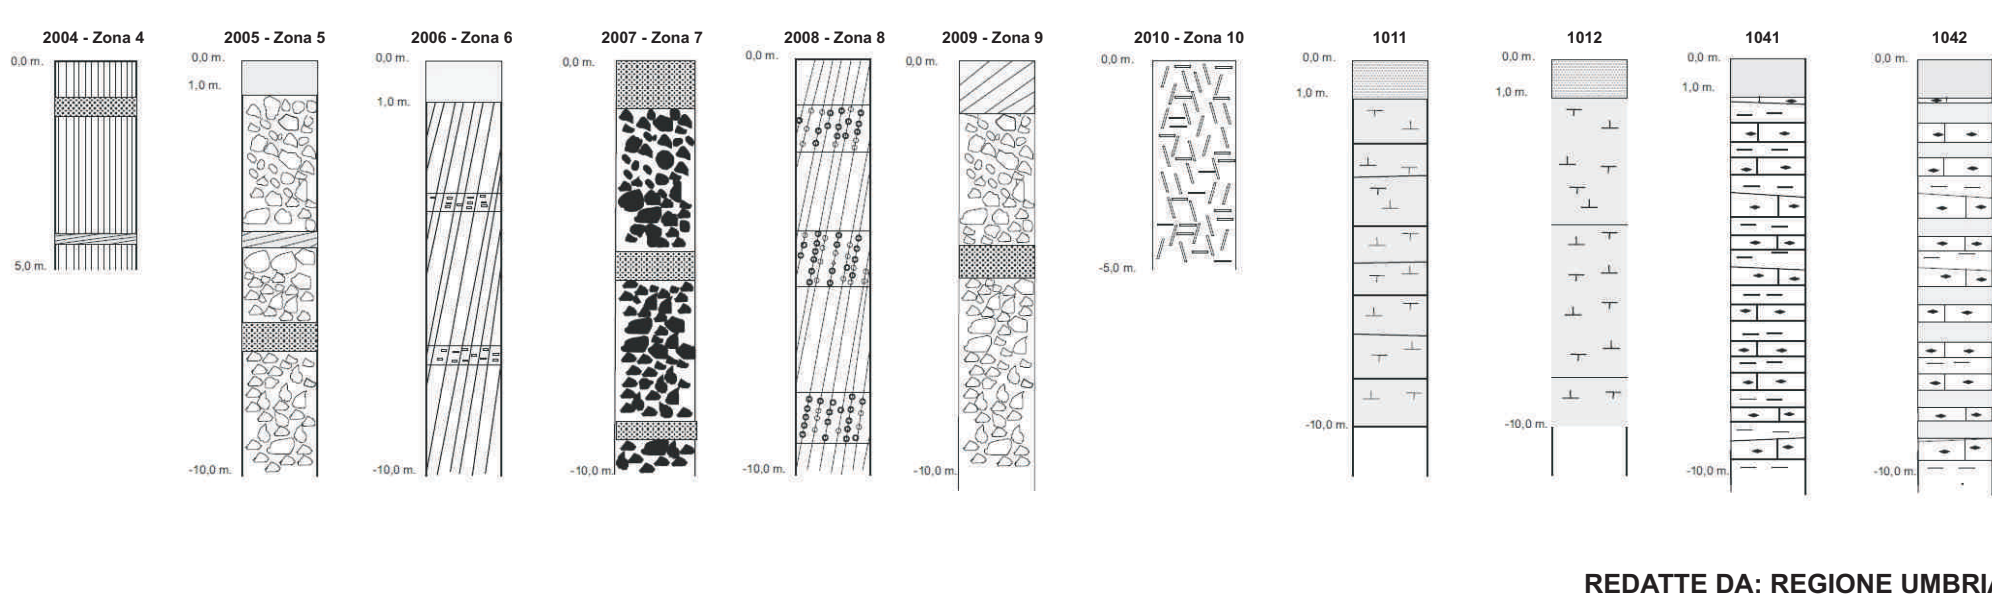 2004 - Zona 4
2005 - Zona 5
2006 - Zona 6
2007 - Zona 7
2008 - Zona 8
2009 - Zona 9
2010 - Zona 10
1011
1012
1041
1042
0,0 m.
5,0 m.
0,0 m.
1,0 m.
-10,0 m.
0,0 m.
1,0 m.
-10,0 m.
0,0 m.
-10,0 m.
0,0 m.
-10,0 m.
0,0 m.
-10,0 m.
0,0 m.
-5,0 m.
0,0 m.
1,0 m.
-10,0 m.
0,0 m.
1,0 m.
-10,0 m.
0,0 m.
1,0 m.
-10,0 m.
0,0 m.
-10,0 m.
REDATTE DA: REGIONE UMBRIA